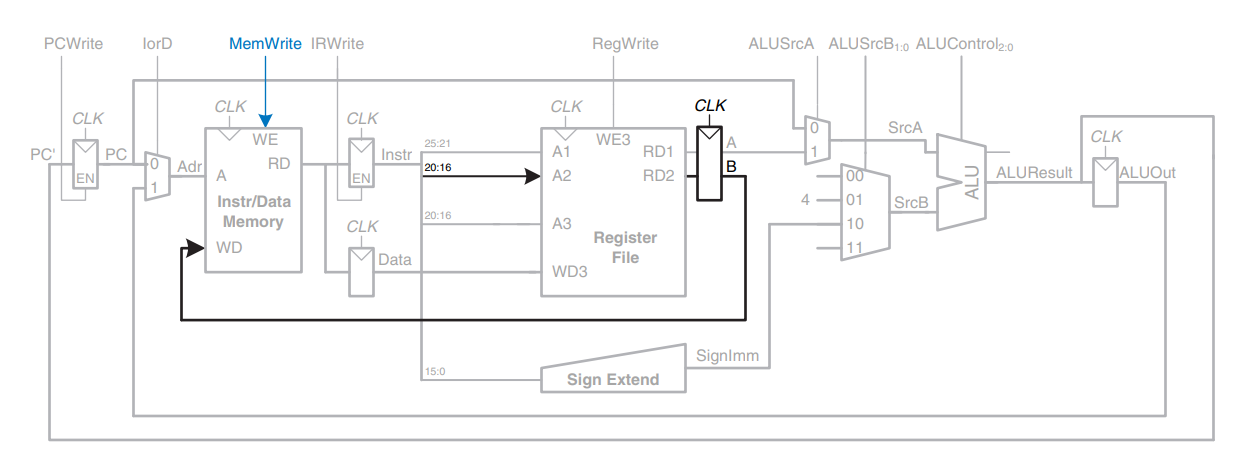 PCWrite IorD MemWrite IRWrite RegWrite ALUSrcA ALUSrcB1:0 ALUControl2:0
CLK CLK CLK CLK CLK CLK
PC' PC EN 0 1 Adr
WE
A RD
Instr/Data
Memory
WD
EN Instr
CLK
Data
25:21
20:16
20:16
15:0
WE3
A1 RD1
A2 RD2
A3
Register
File
WD3
A
B
0
1
SrcA
00
4 01
10
11
SrcB
ALU
ALUResult
ALUOut
SignImm
Sign Extend